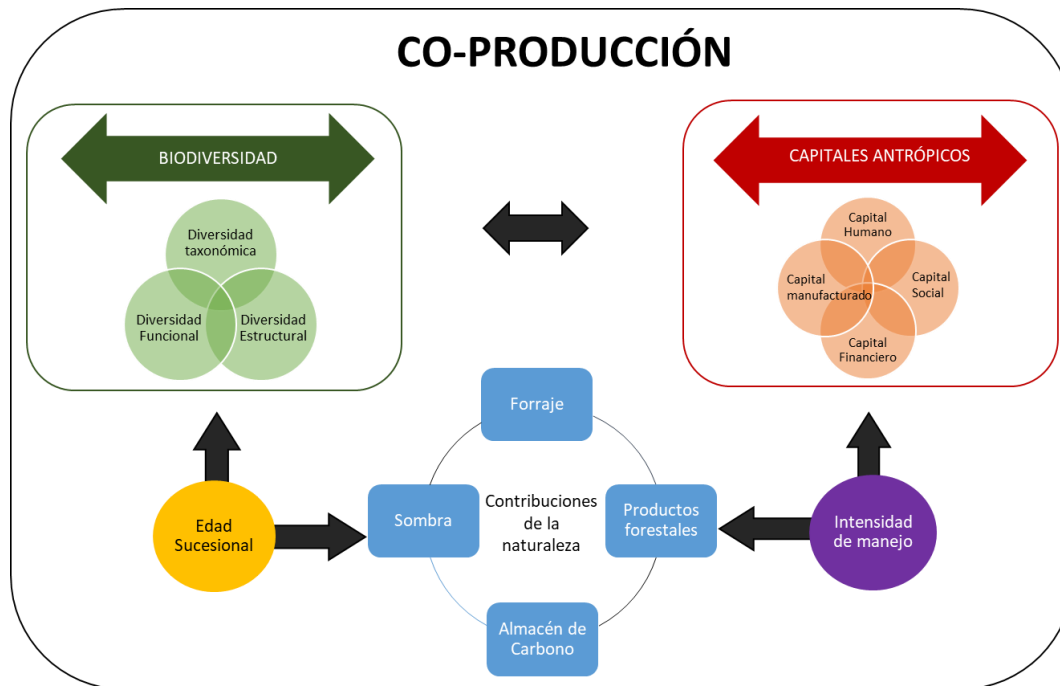 CO-PRODUCCIÓN
BIODIVERSIDAD
Diversidad
taxonómica
Diversidad
Funcional
Diversidad
Estructural
CAPITALES ANTRÓPICOS
Capital
Humano
Capital
manufacturado
Capital
Social
Capital
Financiero
Forraje
Edad
Sucesional
Sombra
Contribuciones
de la
naturaleza
Productos
forestales
Intensidad
de manejo
Almacén de
Carbono